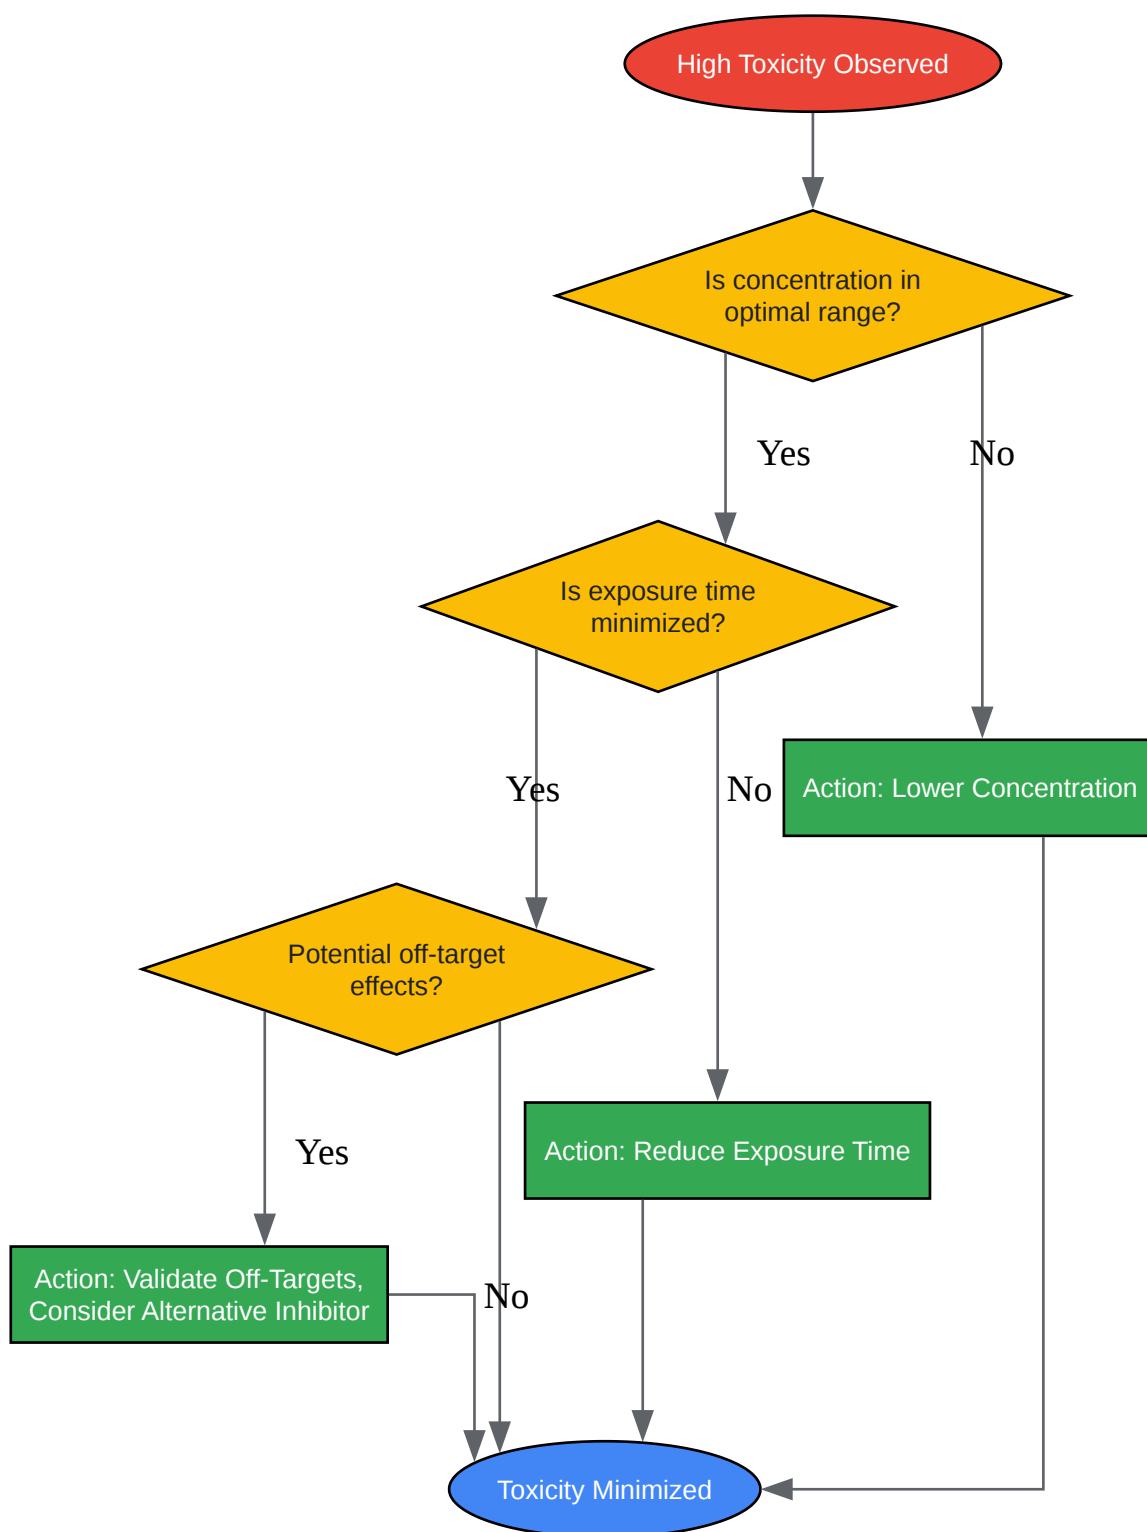 High Toxicity Observed
Is concentration in
optimal range?
Yes
No
Is exposure time
minimized?
Yes
No
Action: Lower Concentration
Potential off-target
effects?
Yes
Action: Reduce Exposure Time
Action: Validate Off-Targets,
Consider Alternative Inhibitor
No
Toxicity Minimized